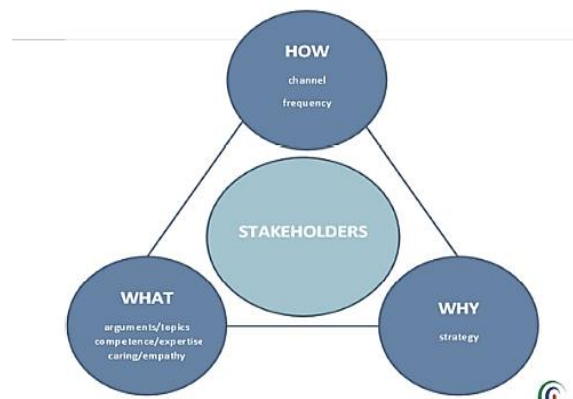 HOW
channel
frequency
STAKEHOLDERS
WHAT
arguments/topics
competence/expertise
caring/empathy
WHY
strategy